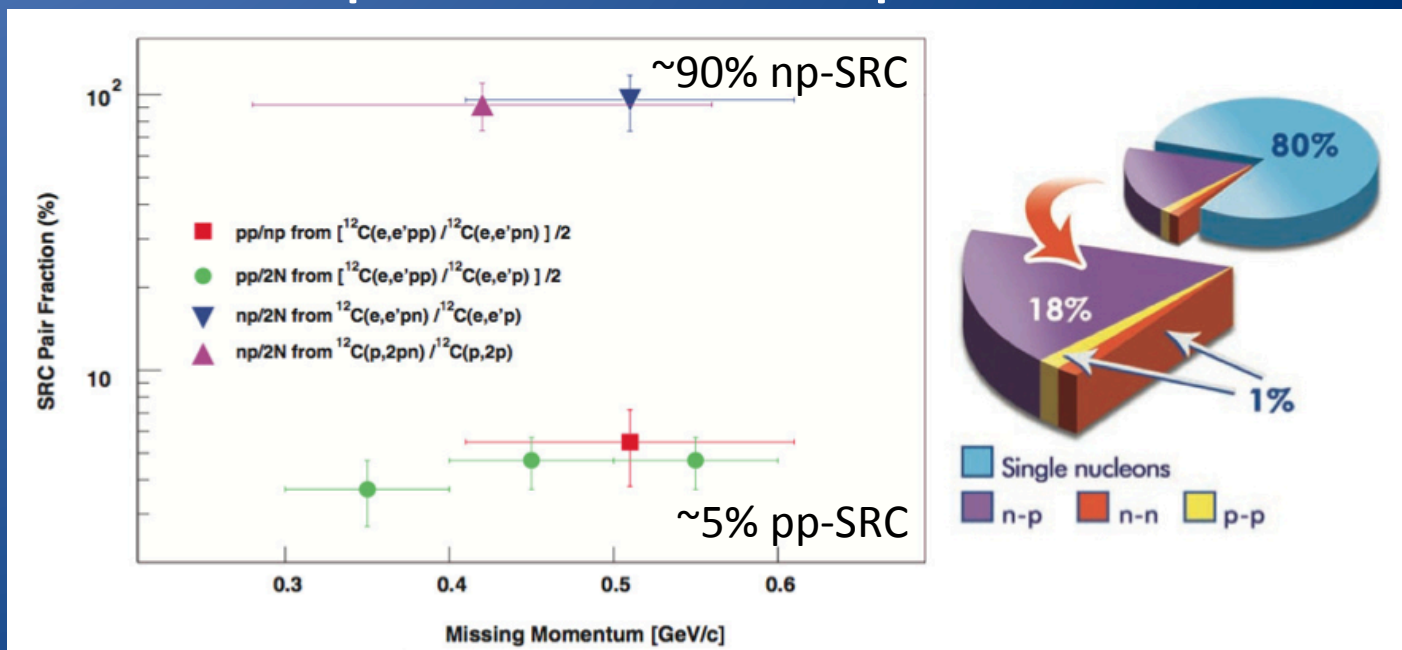 ~90% np-SRC
10²
10
SRC Pair Fraction (%)
pp/np from [¹²C(e,e'pp) /¹²C(e,e'pn) ] /2
pp/2N from [¹²C(e,e'pp) /¹²C(e,e'p) ] /2
np/2N from ¹²C(e,e'pn) /¹²C(e,e'p)
np/2N from ¹²C(p,2pn) /¹²C(p,2p)
~5% pp-SRC
0.3 0.4 0.5 0.6
Missing Momentum [GeV/c]
80%
18%
1%
Single nucleons
n-p n-n p-p